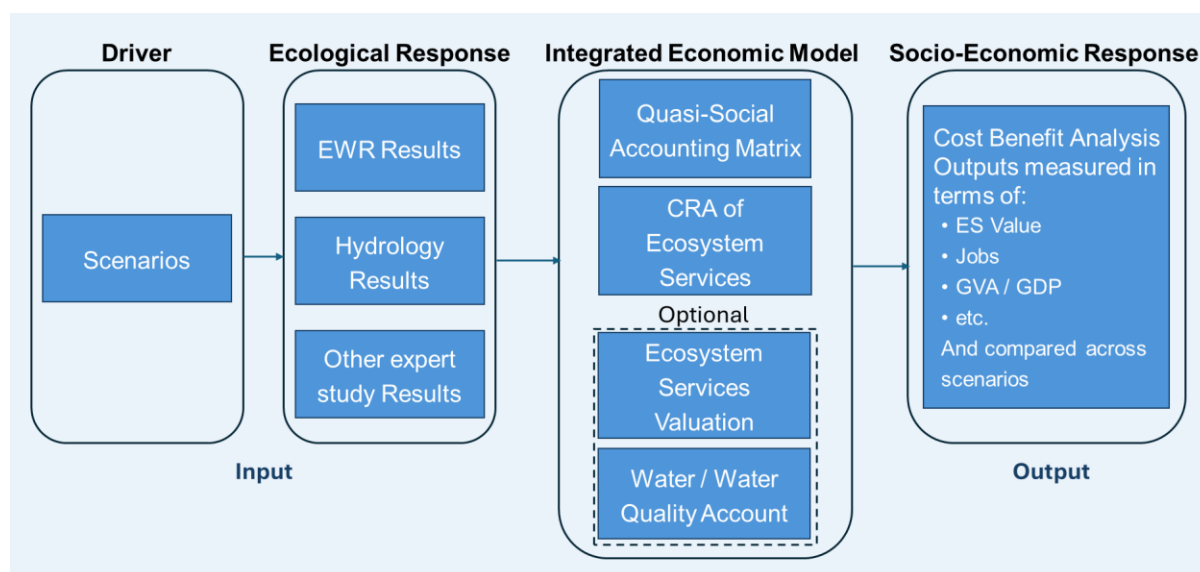 Driver
Scenarios
Ecological Response
EWR Results
Hydrology
Results
Other expert
study Results
Input
Integrated Economic Model
Quasi-Social
Accounting Matrix
CRA of
Ecosystem
Services
Optional
Ecosystem
Services
Valuation
Water / Water
Quality Account
Socio-Economic Response
Cost Benefit Analysis
Outputs measured in
terms of:
• ES Value
• Jobs
• GVA / GDP
• etc.
And compared across
scenarios
Output